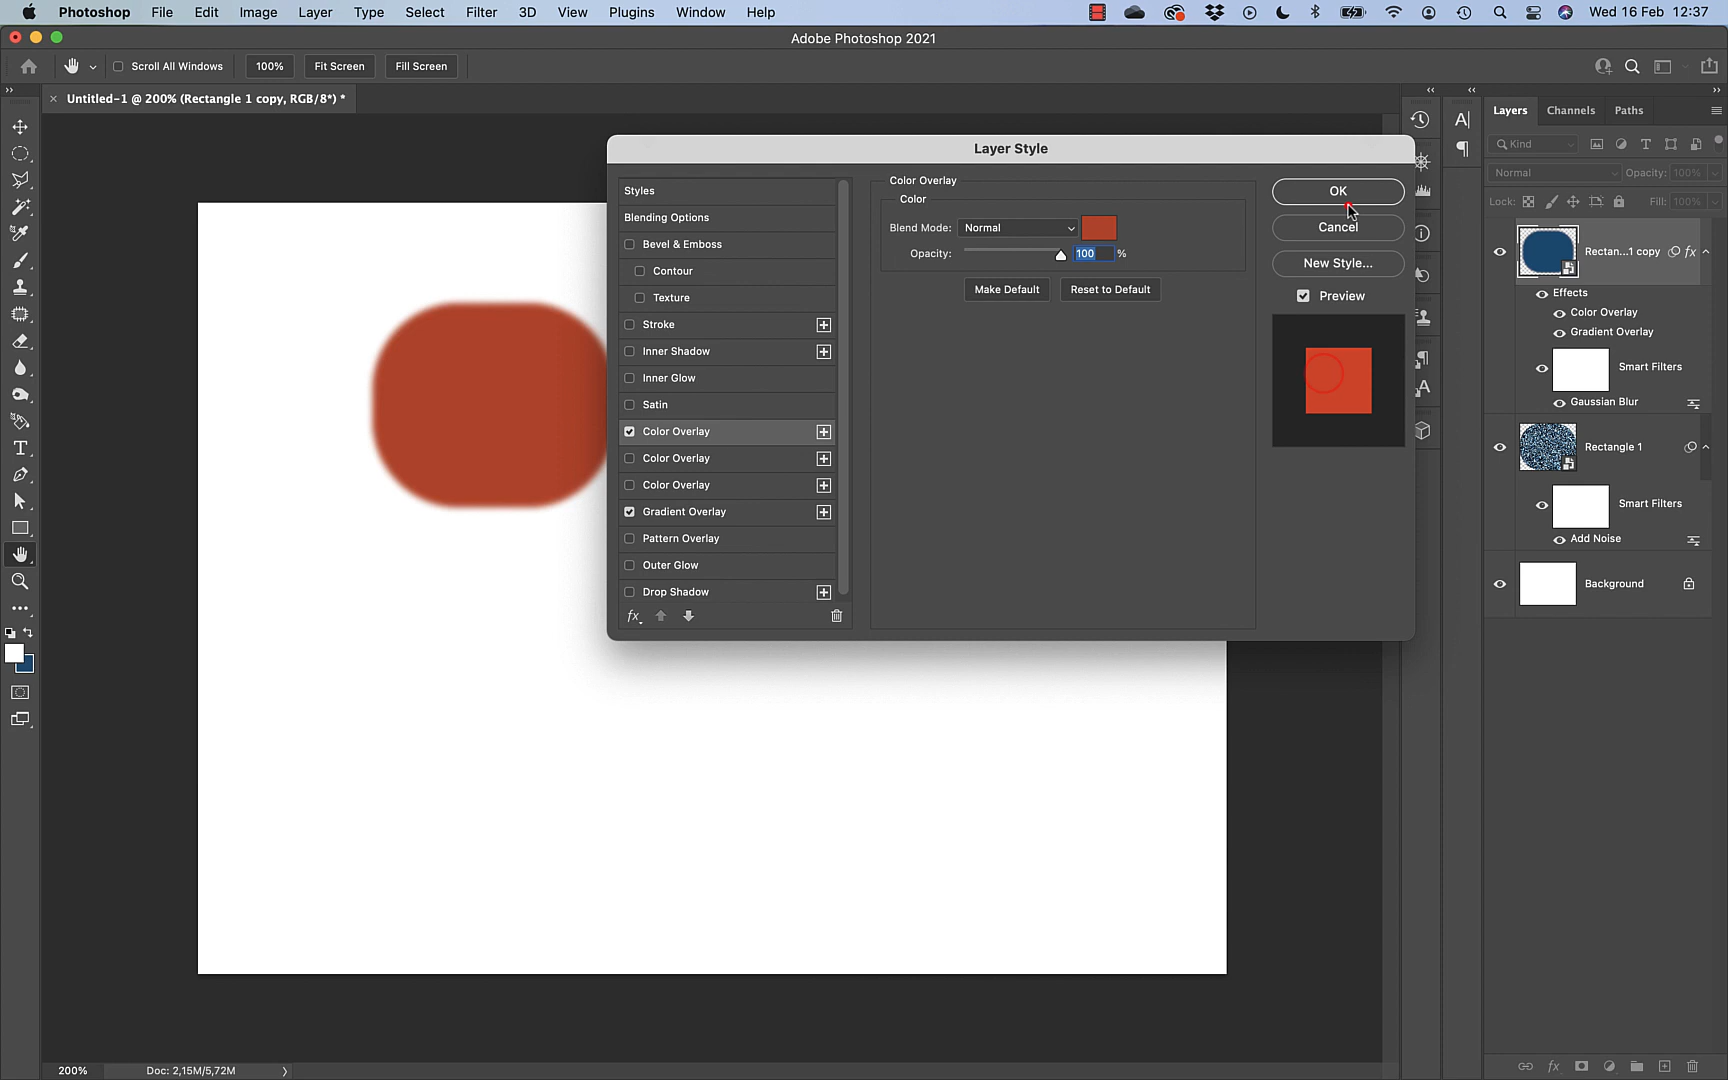 Photoshop File Edit Image Layer Type Select Filter 3D View Plugins Window Help Wed 16 Feb 12:37
Adobe Photoshop 2021
Scroll All Windows 100% Fit Screen Fill Screen
Untitled-1 @ 200% (Rectangle 1 copy, RGB/8*) *
Layer Style
Styles
Blending Options
Bevel & Emboss
Contour
Texture
Stroke
Inner Shadow
Inner Glow
Satin
Color Overlay
Color Overlay
Color Overlay
Gradient Overlay
Pattern Overlay
Outer Glow
Drop Shadow
fx
Color Overlay
Color
Blend Mode: Normal
Opacity: 100 %
Make Default Reset to Default
OK
Cancel
New Style...
Preview
Layers Channels Paths
Kind
Normal Opacity: 100%
Lock: Fill: 100%
Rectan...1 copy fx
Effects
Color Overlay
Gradient Overlay
Smart Filters
Gaussian Blur
Rectangle 1
Smart Filters
Add Noise
Background
fx
200% Doc: 2,15M/5,72M